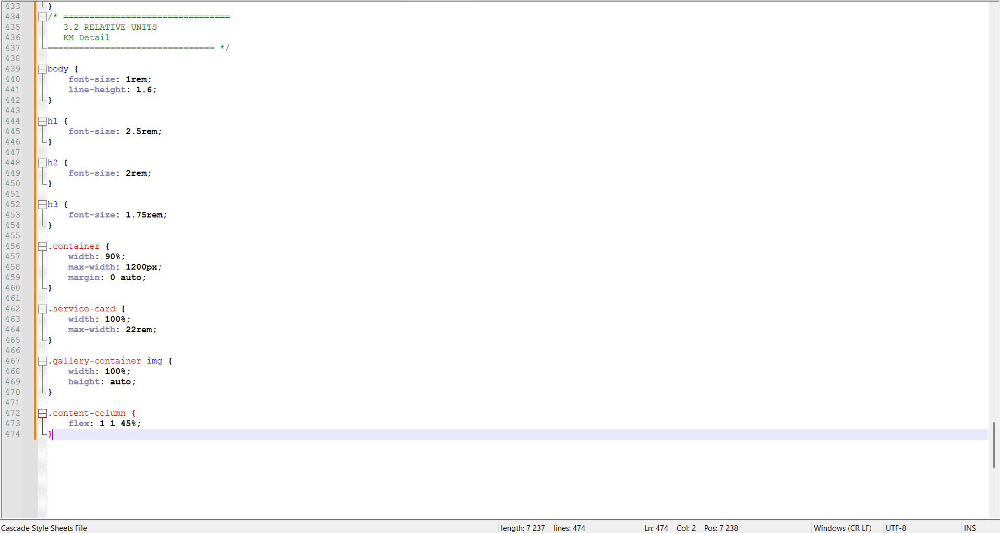 433 }
434 /* ================================
435    3.2 RELATIVE UNITS
436    KM Detail
437 ================================ */
438
439 body {
440     font-size: 1rem;
441     line-height: 1.6;
442 }
443
444 h1 {
445     font-size: 2.5rem;
446 }
447
448 h2 {
449     font-size: 2rem;
450 }
451
452 h3 {
453     font-size: 1.75rem;
454 }
455
456 .container {
457     width: 90%;
458     max-width: 1200px;
459     margin: 0 auto;
460 }
461
462 .service-card {
463     width: 100%;
464     max-width: 22rem;
465 }
466
467 .gallery-container img {
468     width: 100%;
469     height: auto;
470 }
471
472 .content-column {
473     flex: 1 1 45%;
474 }
Cascade Style Sheets File length: 7 237 lines: 474 Ln: 474 Col: 2 Pos: 7 238 Windows (CR LF) UTF-8 INS